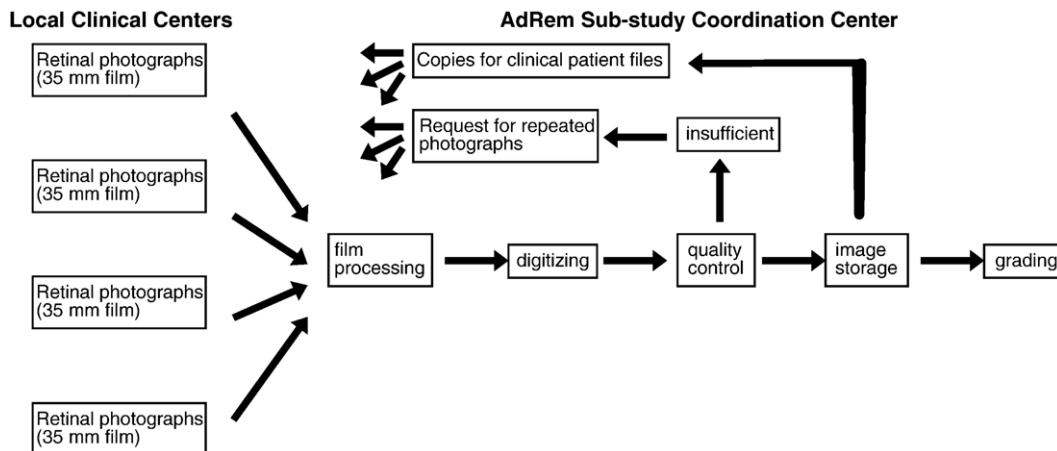 Local Clinical Centers
AdRem Sub-study Coordination Center
Retinal photographs
(35 mm film)
Retinal photographs
(35 mm film)
Retinal photographs
(35 mm film)
Retinal photographs
(35 mm film)
Copies for clinical patient files
Request for repeated
photographs
insufficient
film
processing
digitizing
quality
control
image
storage
grading